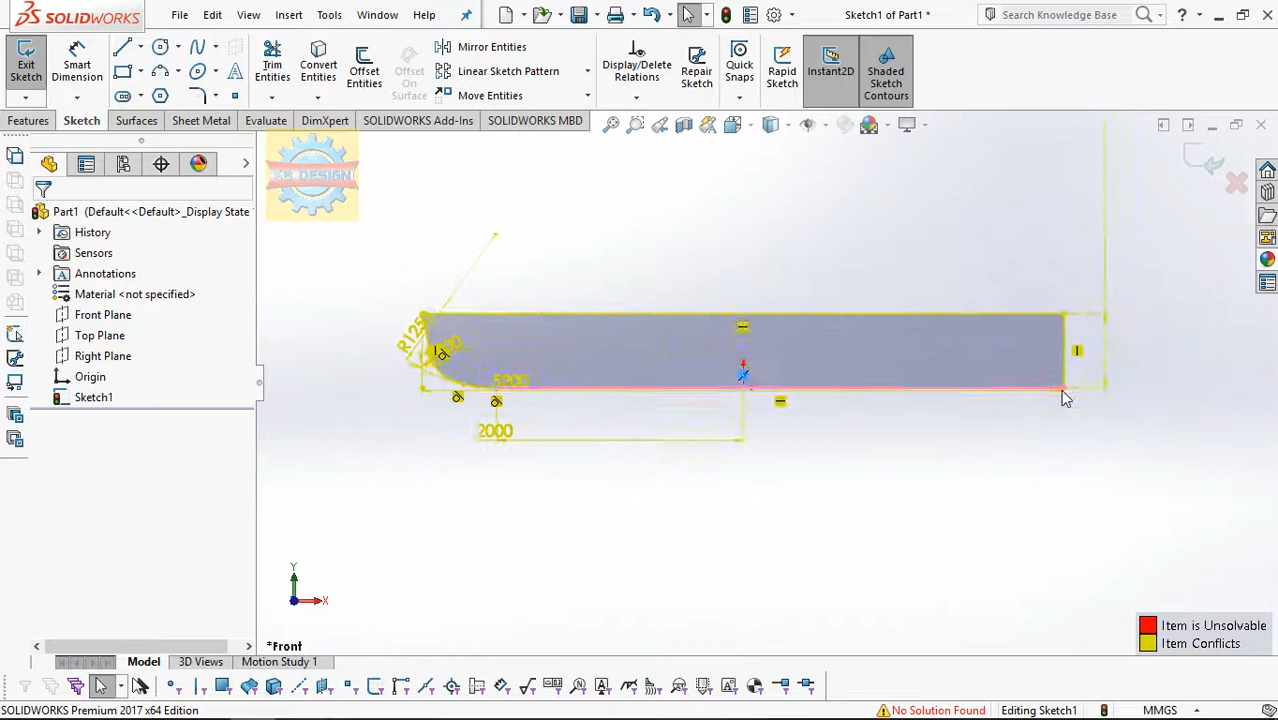 SOLIDWORKS
File Edit View Insert Tools Window Help
Sketch1 of Part1 *
Search Knowledge Base
Exit Sketch
Smart Dimension
Trim Entities
Convert Entities
Offset Entities
Offset On Surface
Mirror Entities
Linear Sketch Pattern
Move Entities
Display/Delete Relations
Repair Sketch
Quick Snaps
Rapid Sketch
Instant2D
Shaded Sketch Contours
Features Sketch Surfaces Sheet Metal Evaluate DimXpert SOLIDWORKS Add-Ins SOLIDWORKS MBD
DESIGN
Part1 (Default<<Default>_Display State
History
Sensors
Annotations
Material <not specified>
Front Plane
Top Plane
Right Plane
Origin
Sketch1
R1250
5200
2000
Y
X
*Front
Item is Unsolvable
Item Conflicts
Model 3D Views Motion Study 1
SOLIDWORKS Premium 2017 x64 Edition
No Solution Found
Editing Sketch1
MMGS